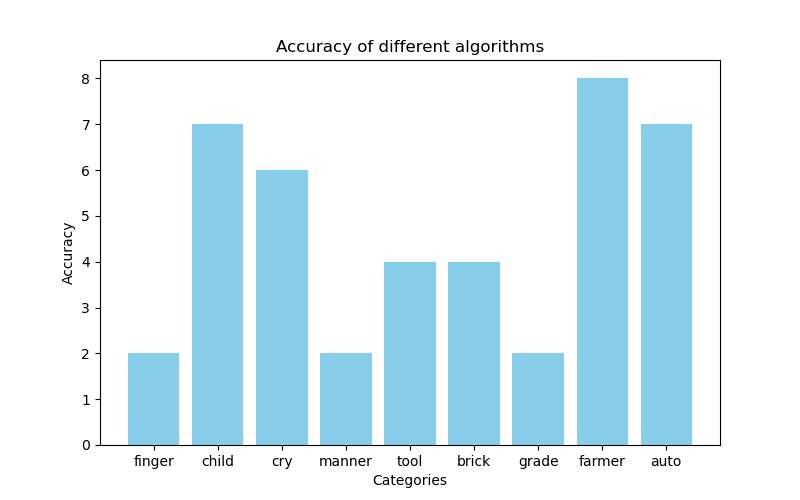 Accuracy of different algorithms
8
7
6
5
4
3
2
1
0
Accuracy
finger child cry manner tool brick grade farmer auto
Categories